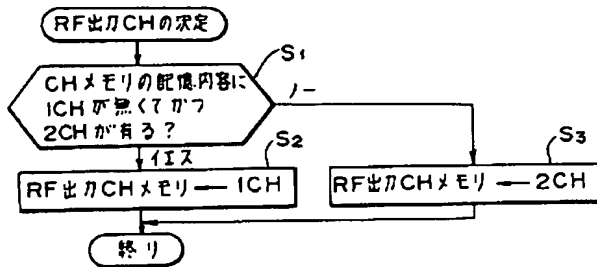 RF出力CHの決定
S1
CHメモリの記憶内容に
1CHが無くてかつ
2CHが有る?
ノー
イエス
S2
RF出力CHメモリ ← 1CH
S3
RF出力CHメモリ ← 2CH
終り